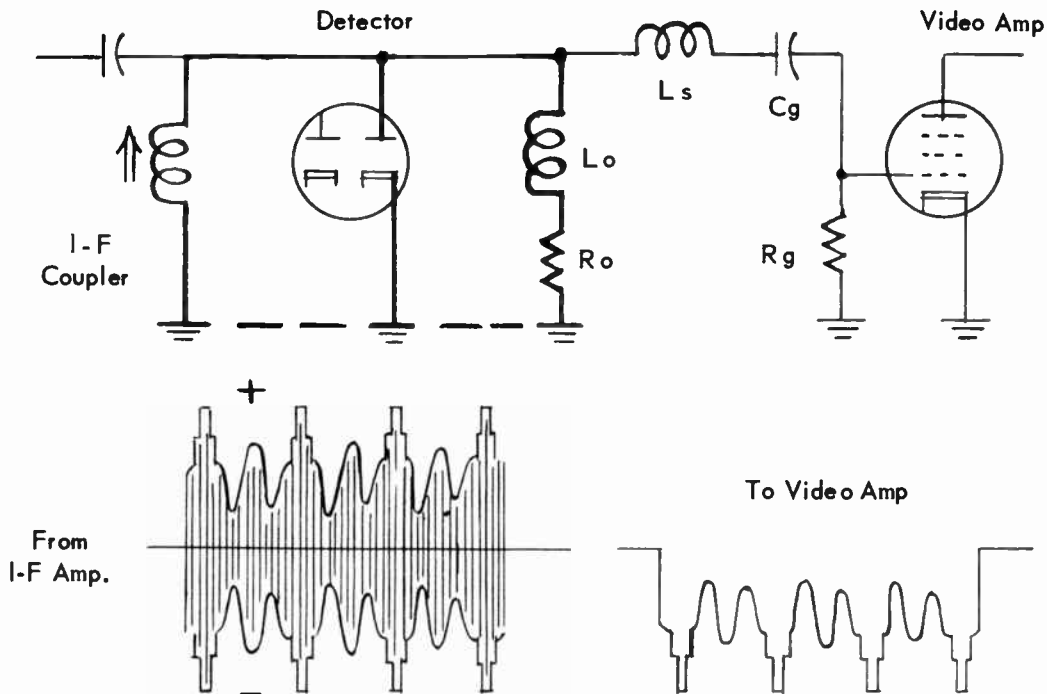 Detector
Video Amp
Ls
Cg
Lo
I-F
Coupler
Ro
Rg
+
To Video Amp
From
I-F Amp.
-